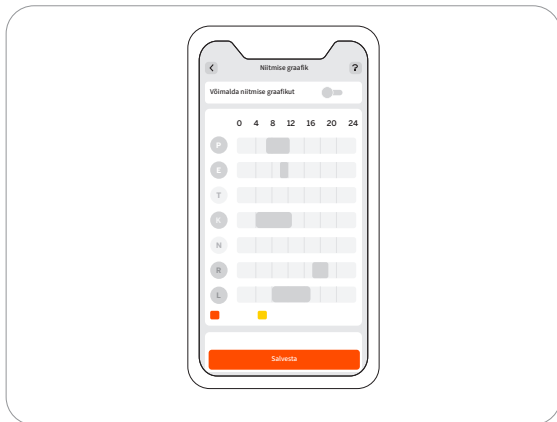 Niitmise graafik ?
Võimalda niitmise graafikut
0 4 8 12 16 20 24
P
E
T
K
N
R
L
Salvesta